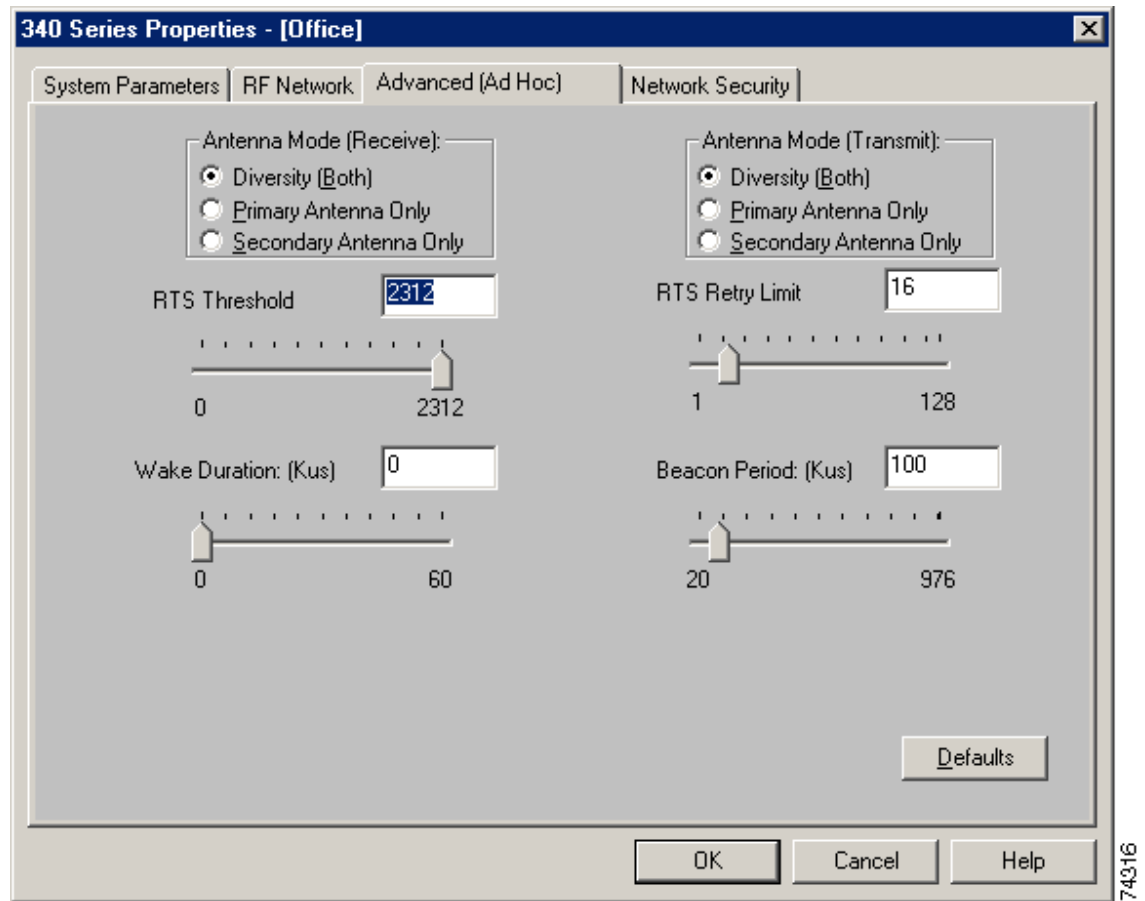 340 Series Properties - [Office]
System Parameters
RF Network
Advanced (Ad Hoc)
Network Security
Antenna Mode (Receive):
Diversity (Both)
Primary Antenna Only
Secondary Antenna Only
Antenna Mode (Transmit):
Diversity (Both)
Primary Antenna Only
Secondary Antenna Only
RTS Threshold
2312
0
2312
RTS Retry Limit
16
1
128
Wake Duration: (Kus)
0
0
60
Beacon Period: (Kus)
100
20
976
Defaults
OK
Cancel
Help
74316